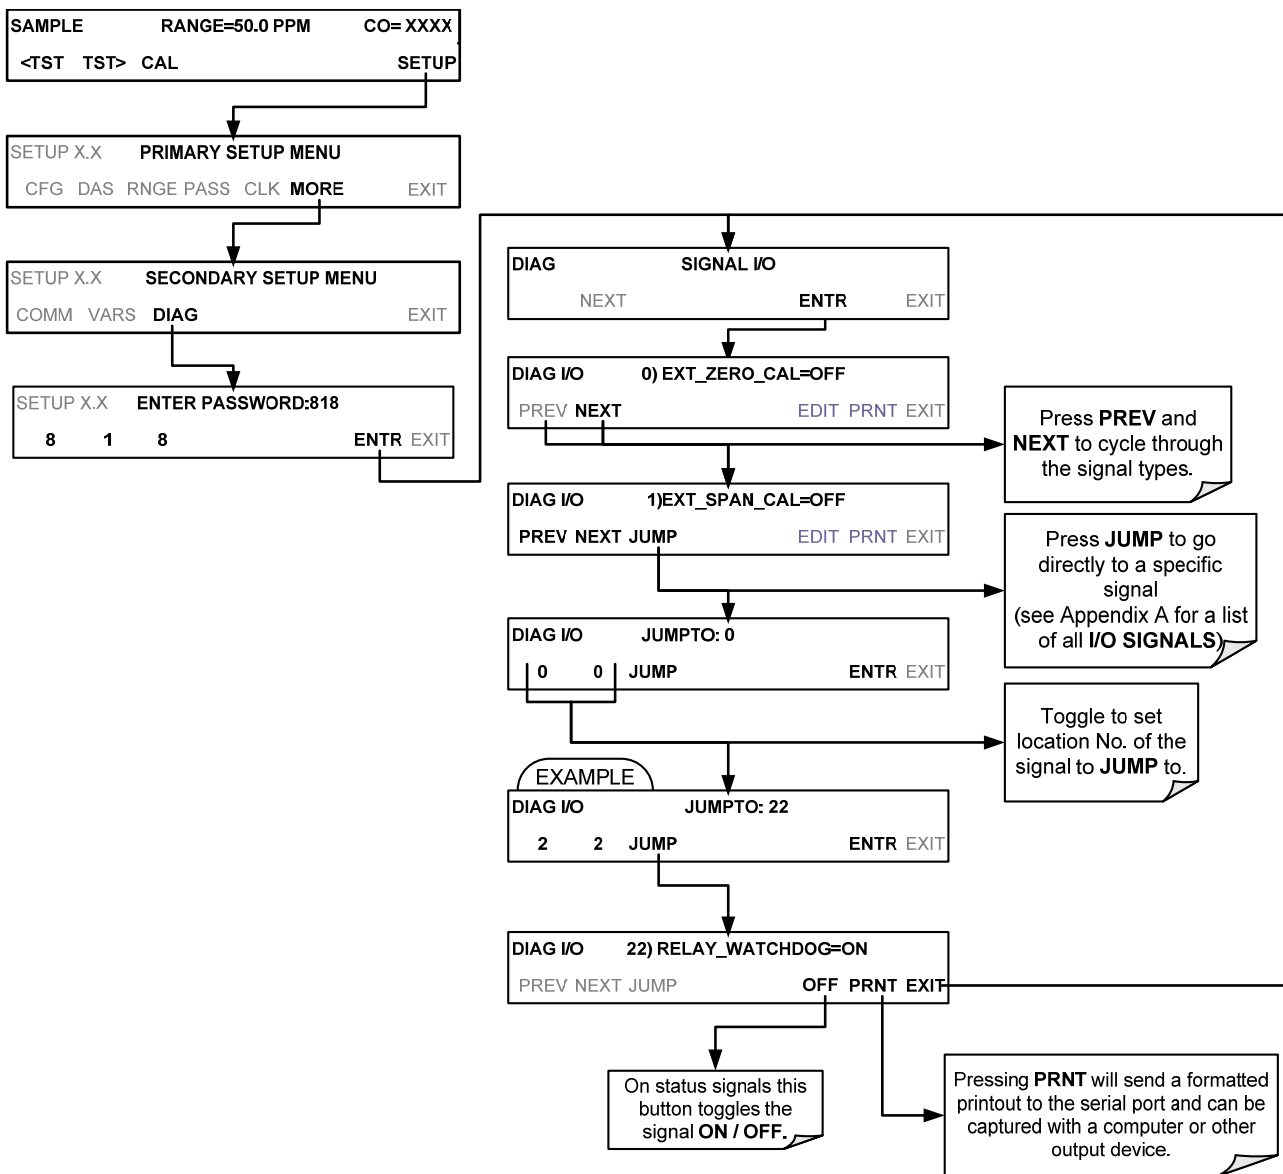 SAMPLE RANGE=50.0 PPM CO= XXXX
<TST TST> CAL SETUP
SETUP X.X PRIMARY SETUP MENU
CFG DAS RNGE PASS CLK MORE EXIT
SETUP X.X SECONDARY SETUP MENU
COMM VARS DIAG EXIT
SETUP X.X ENTER PASSWORD:818
8 1 8 ENTR EXIT
DIAG SIGNAL I/O
NEXT ENTR EXIT
DIAG I/O 0) EXT_ZERO_CAL=OFF
PREV NEXT EDIT PRNT EXIT
Press PREV and
NEXT to cycle through
the signal types.
DIAG I/O 1)EXT_SPAN_CAL=OFF
PREV NEXT JUMP EDIT PRNT EXIT
Press JUMP to go
directly to a specific
signal
(see Appendix A for a list
of all I/O SIGNALS)
DIAG I/O JUMPTO: 0
0 0 JUMP ENTR EXIT
Toggle to set
location No. of the
signal to JUMP to.
EXAMPLE
DIAG I/O JUMPTO: 22
2 2 JUMP ENTR EXIT
DIAG I/O 22) RELAY_WATCHDOG=ON
PREV NEXT JUMP OFF PRNT EXIT
On status signals this
button toggles the
signal ON / OFF.
Pressing PRNT will send a formatted
printout to the serial port and can be
captured with a computer or other
output device.